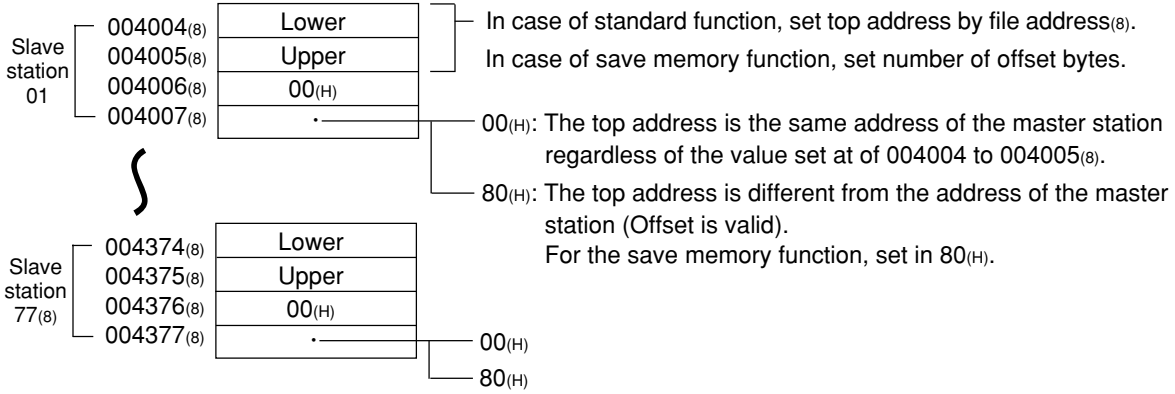 Slave station 01
004004(8) Lower
004005(8) Upper
004006(8) 00(H)
004007(8)
In case of standard function, set top address by file address(8).
In case of save memory function, set number of offset bytes.
00(H): The top address is the same address of the master station
regardless of the value set at of 004004 to 004005(8).
80(H): The top address is different from the address of the master
station (Offset is valid).
For the save memory function, set in 80(H).
Slave station 77(8)
004374(8) Lower
004375(8) Upper
004376(8) 00(H)
004377(8)
00(H)
80(H)